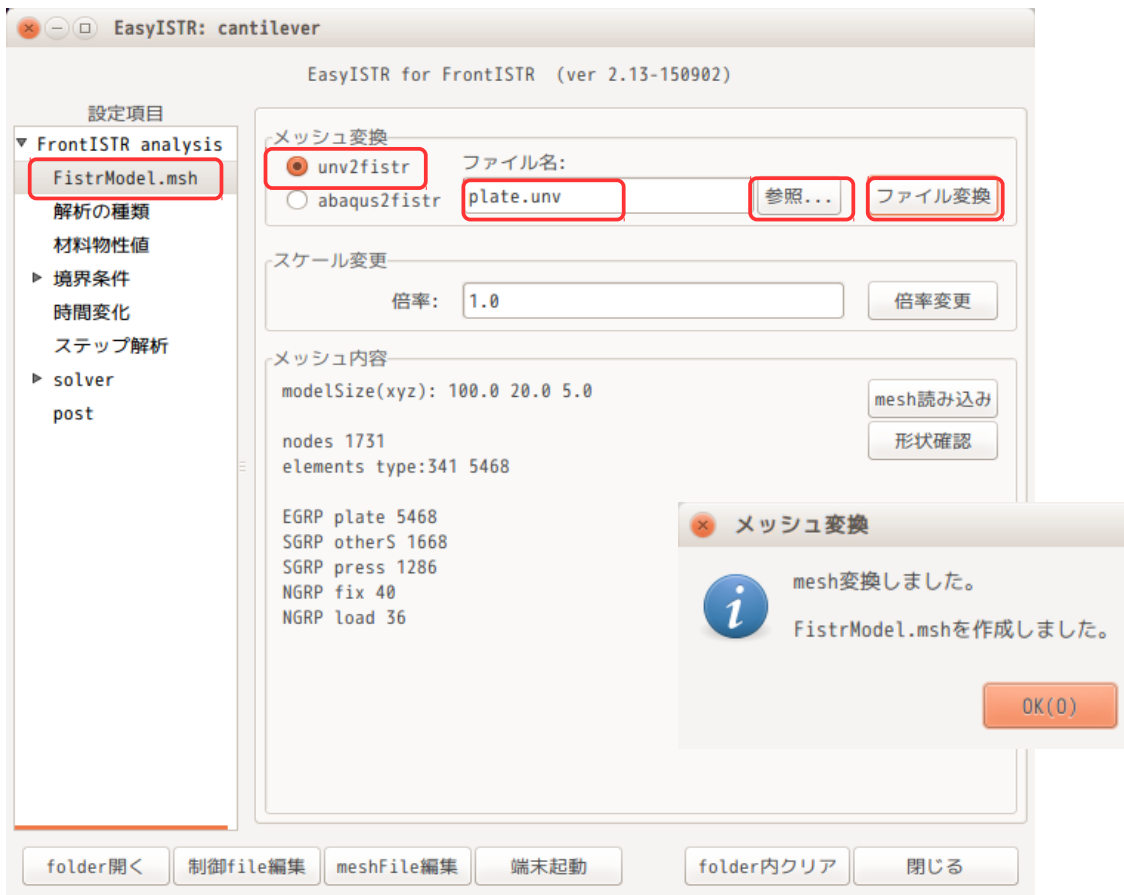 EasyISTR: cantilever
EasyISTR for FrontISTR (ver 2.13-150902)
設定項目
FrontISTR analysis
FistrModel.msh
解析の種類
材料物性値
境界条件
時間変化
ステップ解析
solver
post
メッシュ変換
unv2fistr
abaqus2fistr
ファイル名:
plate.unv
参照...
ファイル変換
スケール変更
倍率:
1.0
倍率変更
メッシュ内容
modelSize(xyz): 100.0 20.0 5.0
nodes 1731
elements type:341 5468
EGRP plate 5468
SGRP otherS 1668
SGRP press 1286
NGRP fix 40
NGRP load 36
mesh読み込み
形状確認
メッシュ変換
mesh変換しました。
FistrModel.mshを作成しました。
OK(O)
folder開く
制御file編集
meshFile編集
端末起動
folder内クリア
閉じる